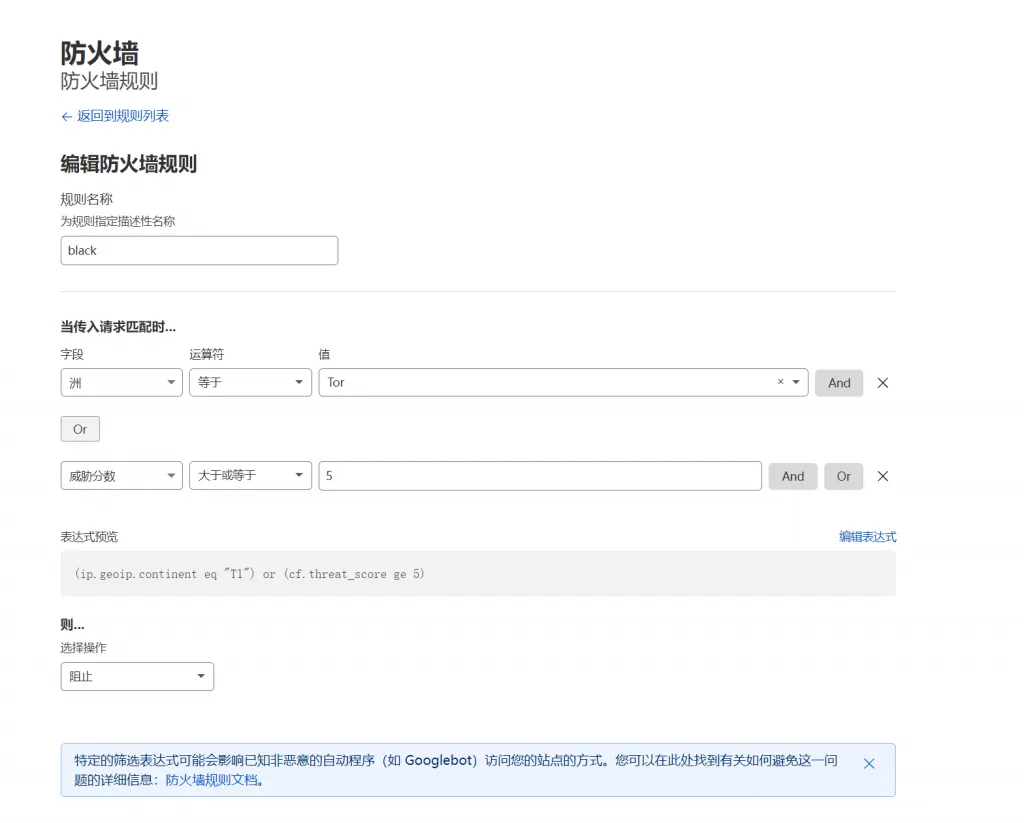 防火墙
防火墙规则
← 返回到规则列表
编辑防火墙规则
规则名称
为规则指定描述性名称
black
当传入请求匹配时...
字段 运算符 值
洲 等于 Tor × And ×
Or
威胁分数 大于或等于 5 And Or ×
表达式预览 编辑表达式
(ip.geoip.continent eq "T1") or (cf.threat_score ge 5)
则...
选择操作
阻止
特定的筛选表达式可能会影响已知非恶意的自动程序（如 Googlebot）访问您的站点的方式。您可以在此处找到有关如何避免这一问
题的详细信息：防火墙规则文档。